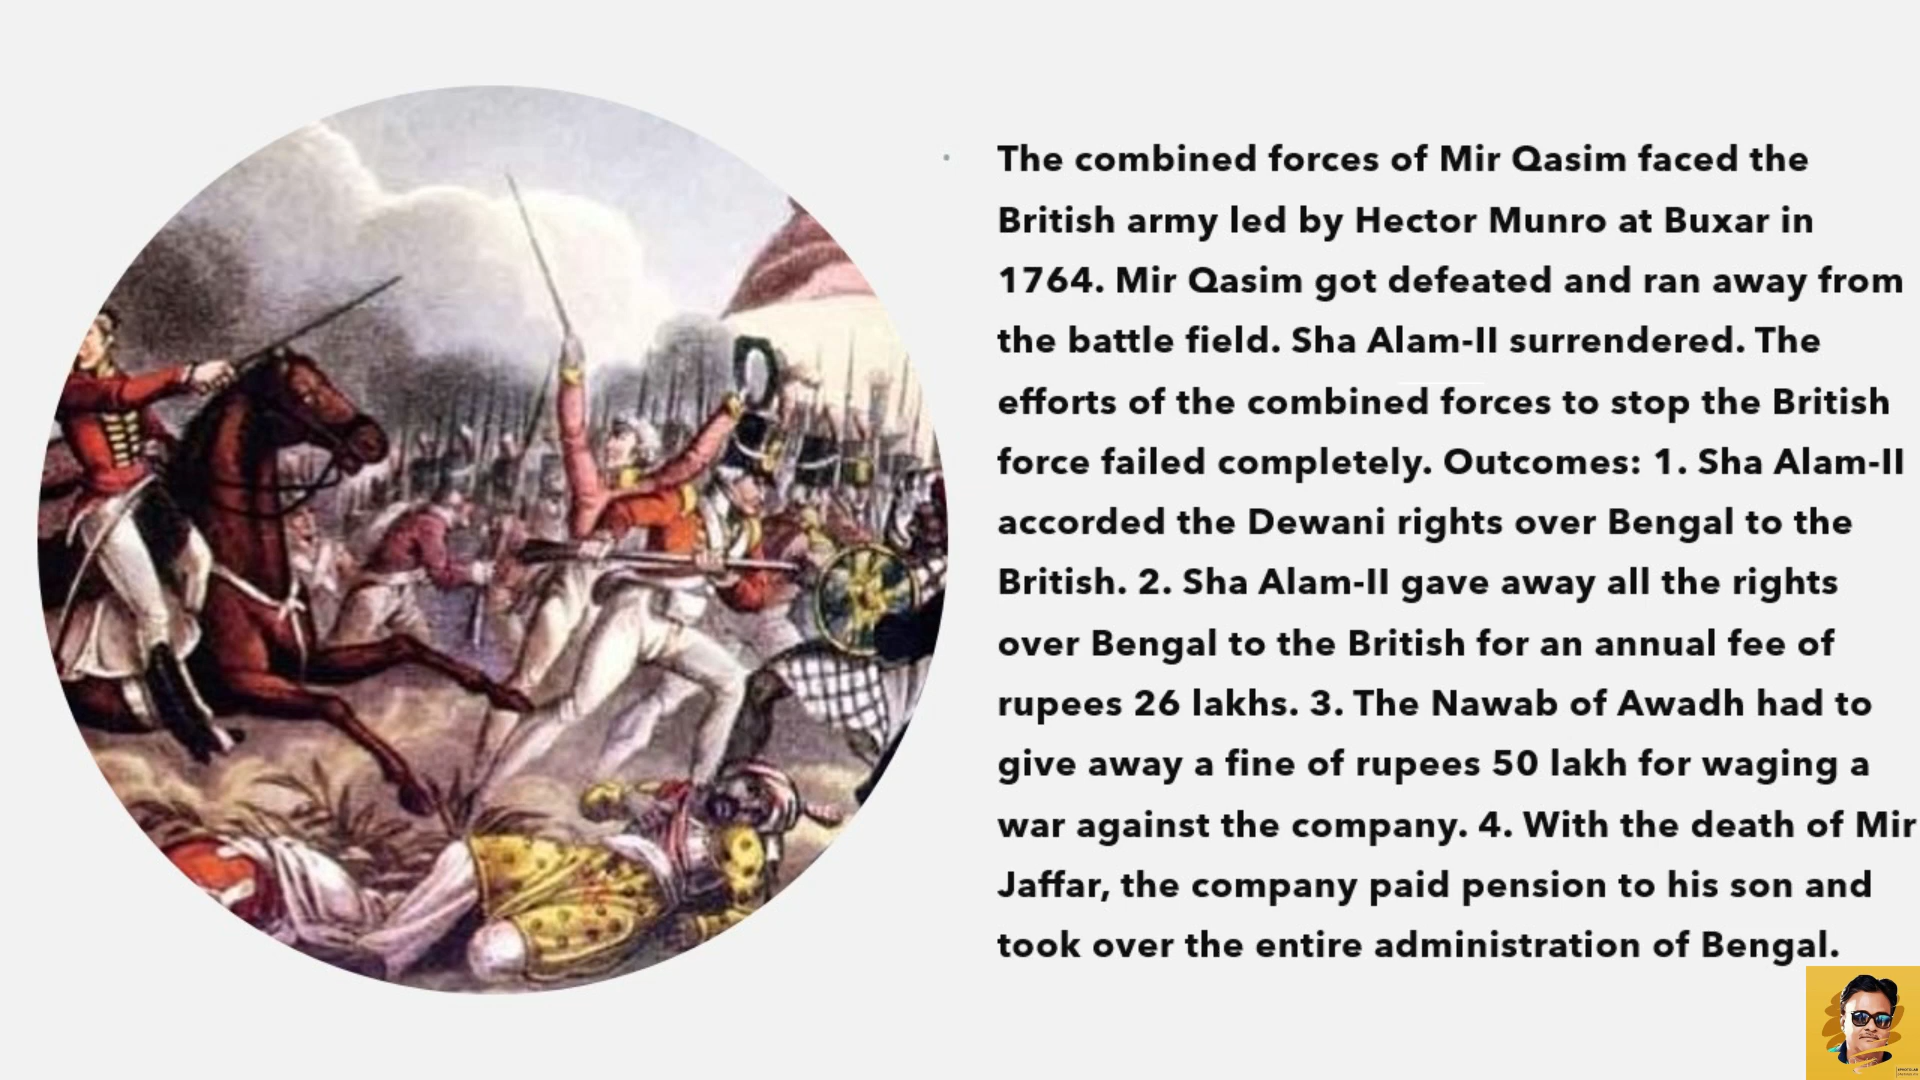 • The combined forces of Mir Qasim faced the
British army led by Hector Munro at Buxar in
1764. Mir Qasim got defeated and ran away from
the battle field. Sha Alam-II surrendered. The
efforts of the combined forces to stop the British
force failed completely. Outcomes: 1. Sha Alam-II
accorded the Dewani rights over Bengal to the
British. 2. Sha Alam-II gave away all the rights
over Bengal to the British for an annual fee of
rupees 26 lakhs. 3. The Nawab of Awadh had to
give away a fine of rupees 50 lakh for waging a
war against the company. 4. With the death of Mir
Jaffar, the company paid pension to his son and
took over the entire administration of Bengal.